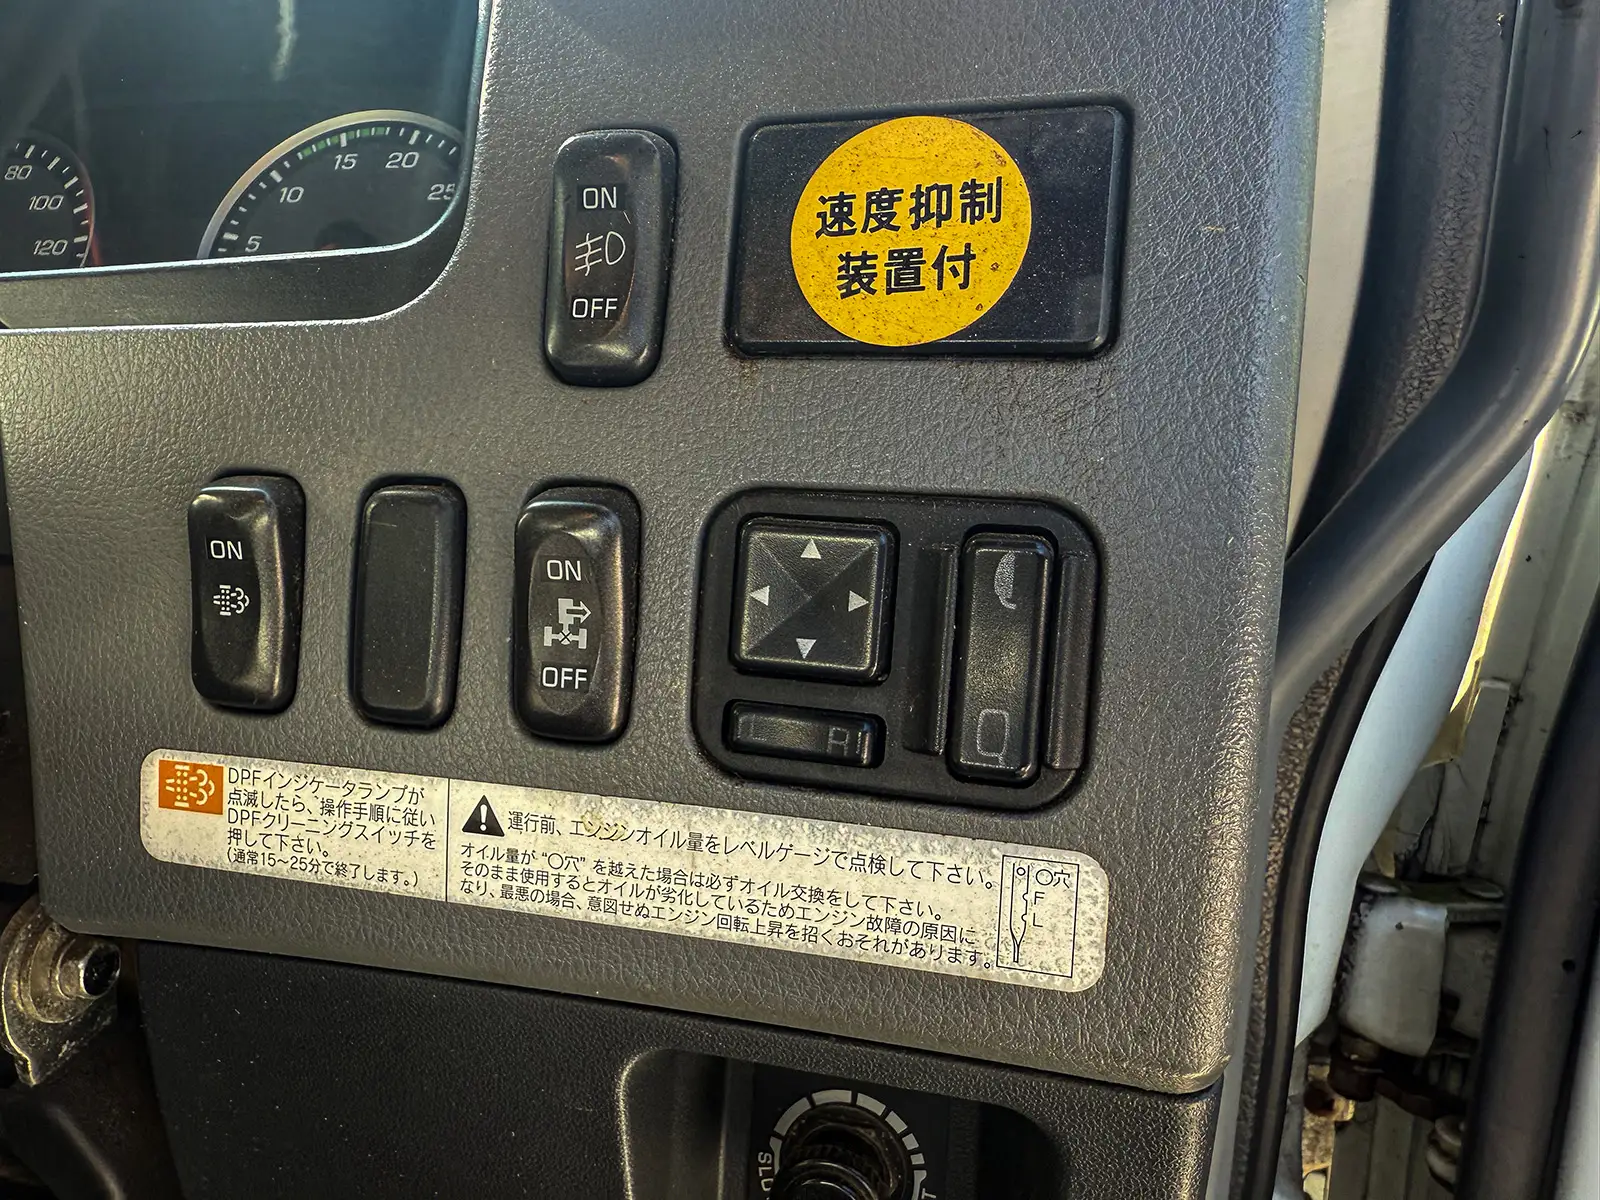 80
100
120
5
10
15
20
25
ON
OFF
速度抑制
装置付
ON
ON
OFF
DPFインジケータランプが
点滅したら、操作手順に従い
DPFクリーニングスイッチを
押して下さい。
(通常15～25分で終了します。)
運行前、エンジンオイル量をレベルゲージで点検して下さい。
オイル量が“〇穴”を越えた場合は必ずオイル交換をして下さい。
そのまま使用するとオイルが劣化しているためエンジン故障の原因に
なり、最悪の場合、意図せぬエンジン回転上昇を招くおそれがあります。
〇穴
F
L